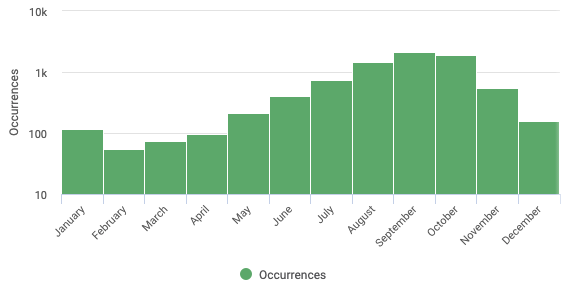 10k
1k
100
10
Occurrences
January
February
March
April
May
June
July
August
September
October
November
December
Occurrences